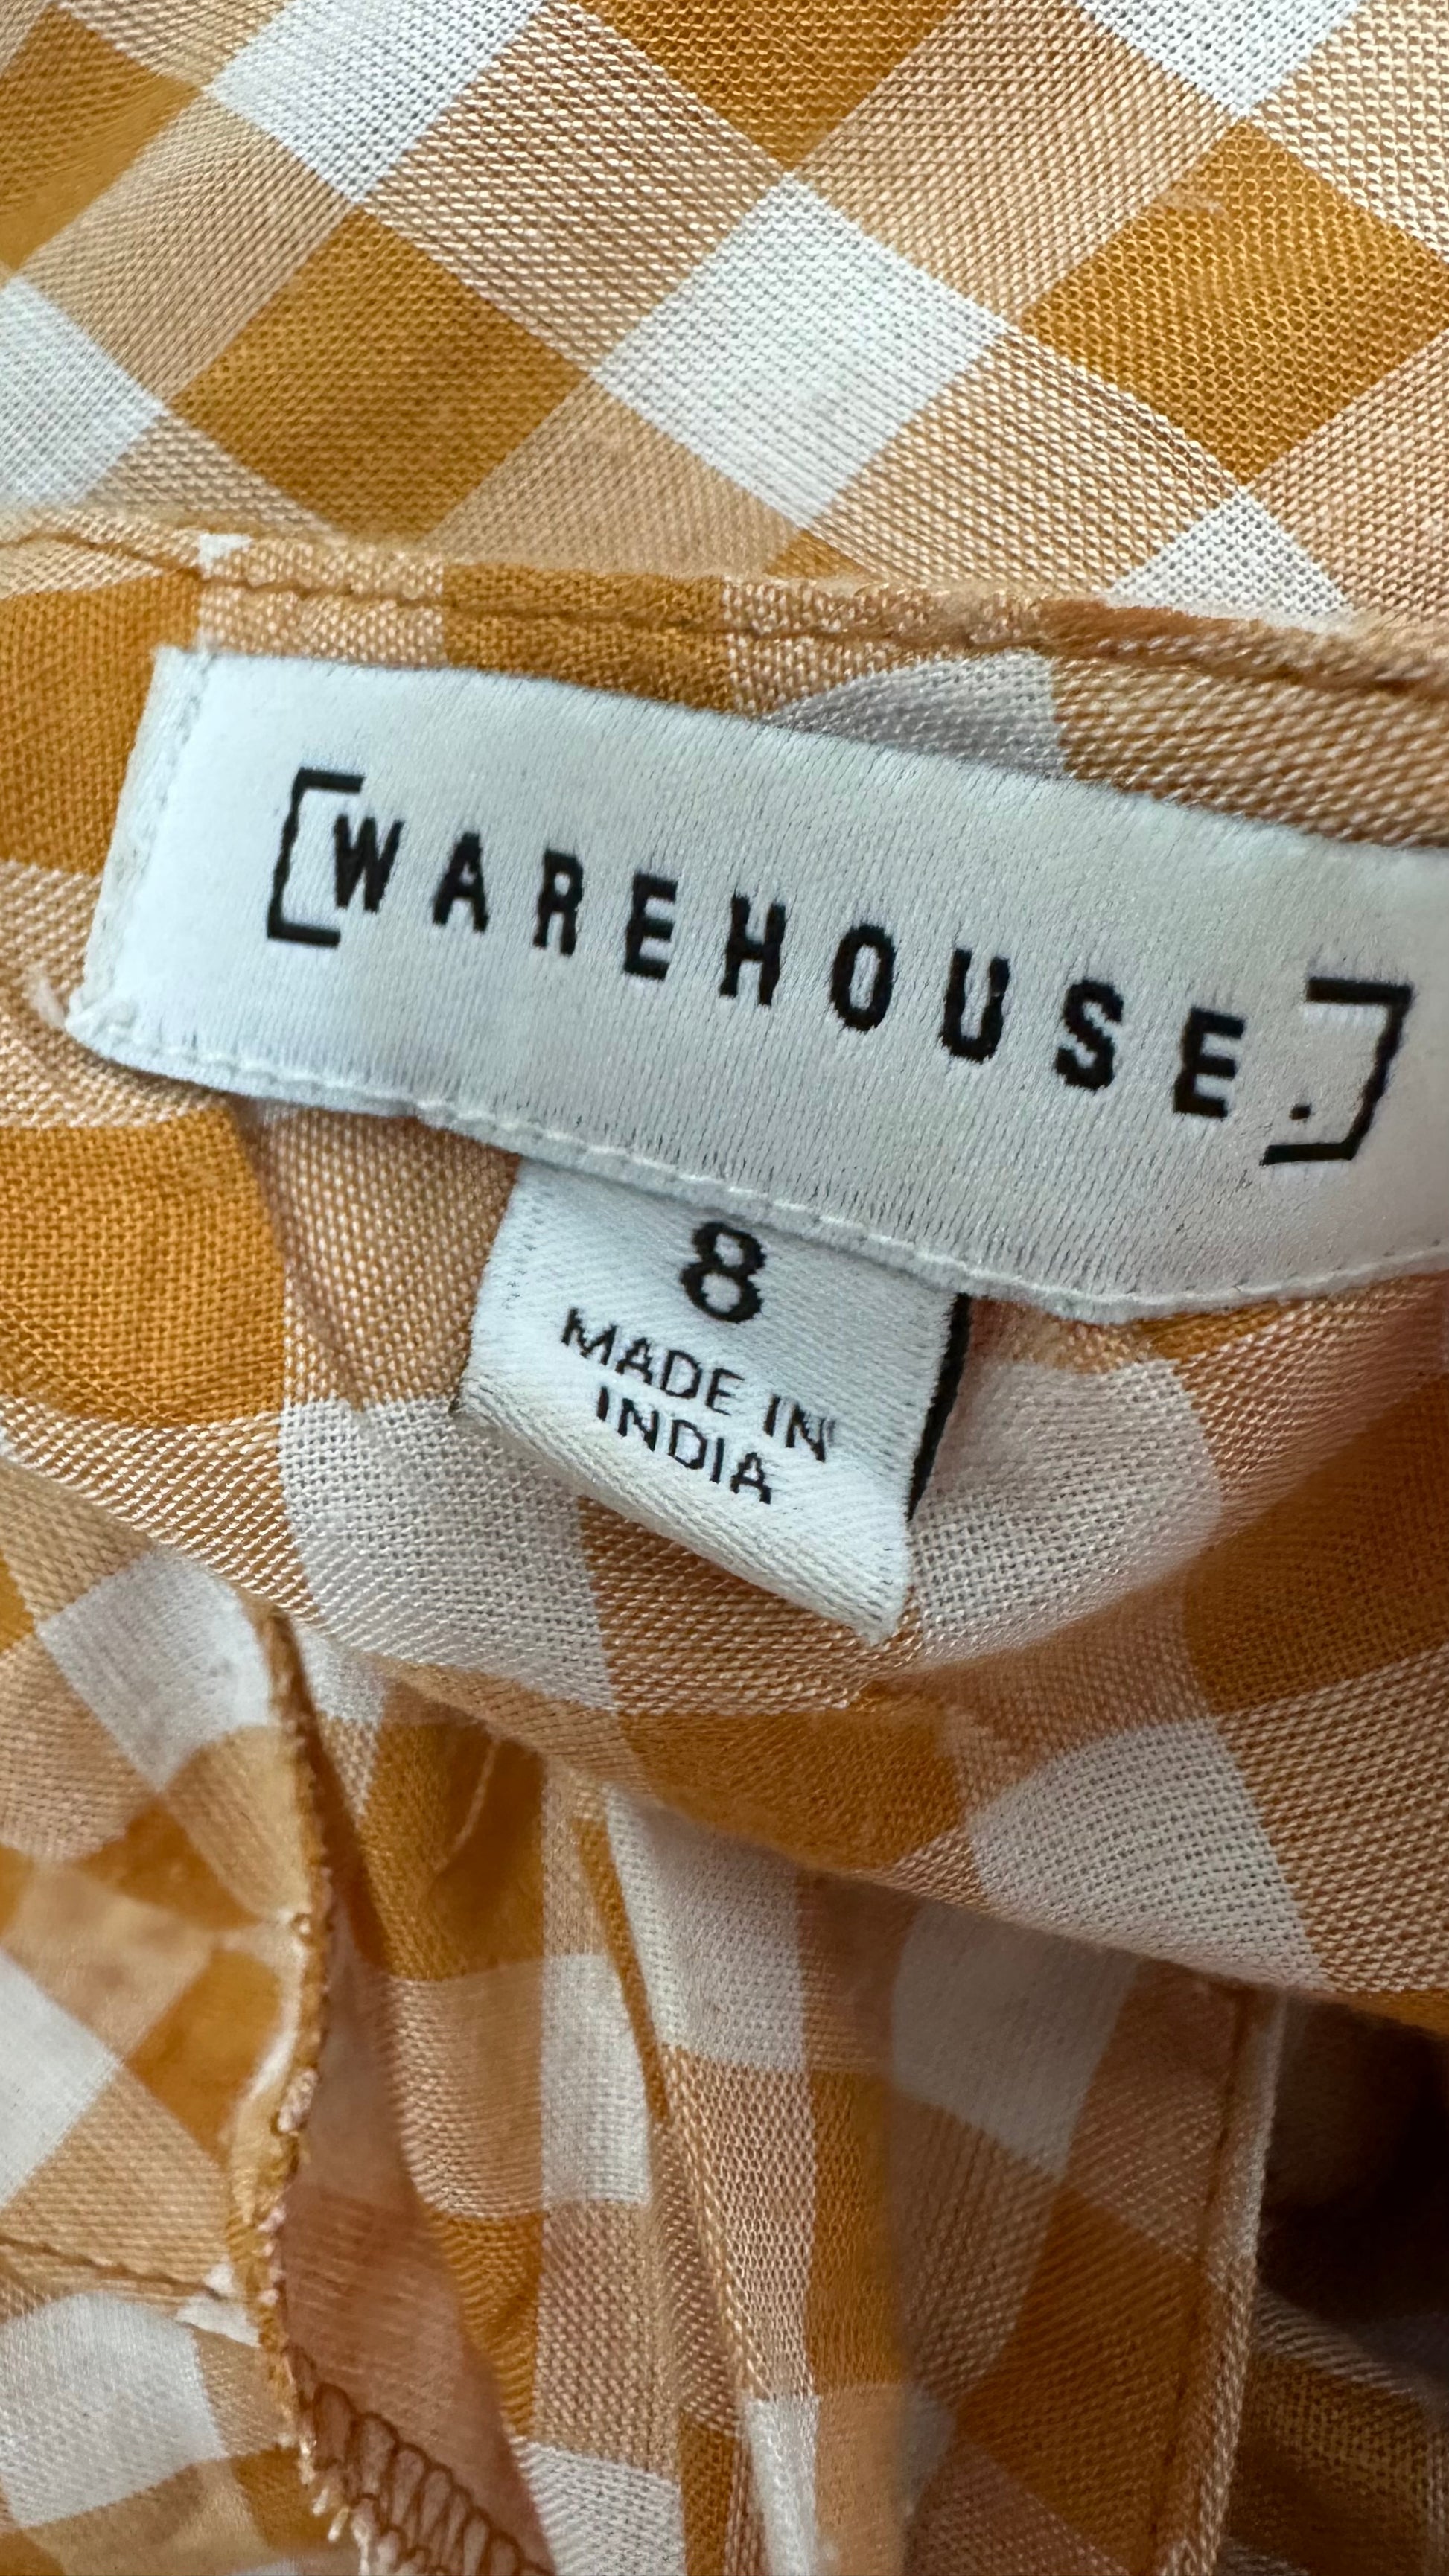 [WAREHOUSE.]
8
MADE IN
INDIA